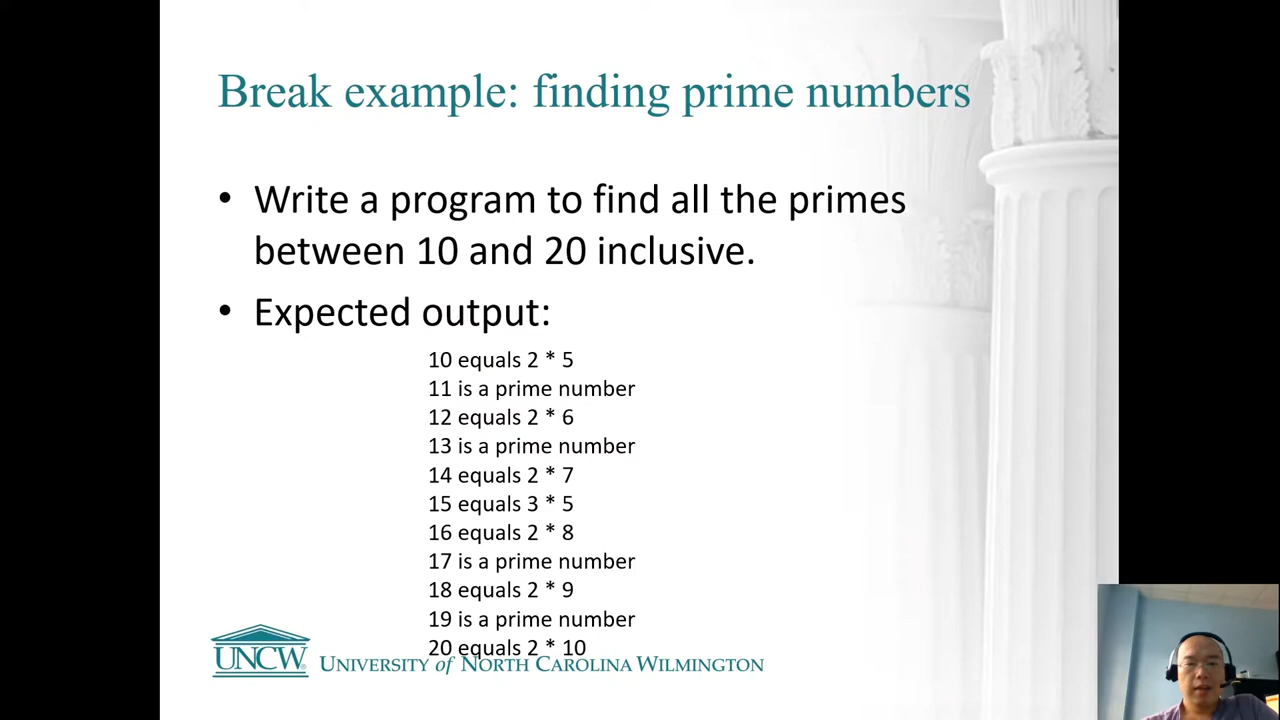 Break example: finding prime numbers
• Write a program to find all the primes
between 10 and 20 inclusive.
• Expected output:
10 equals 2 * 5
11 is a prime number
12 equals 2 * 6
13 is a prime number
14 equals 2 * 7
15 equals 3 * 5
16 equals 2 * 8
17 is a prime number
18 equals 2 * 9
19 is a prime number
20 equals 2 * 10
UNCW UNIVERSITY of NORTH CAROLINA WILMINGTON